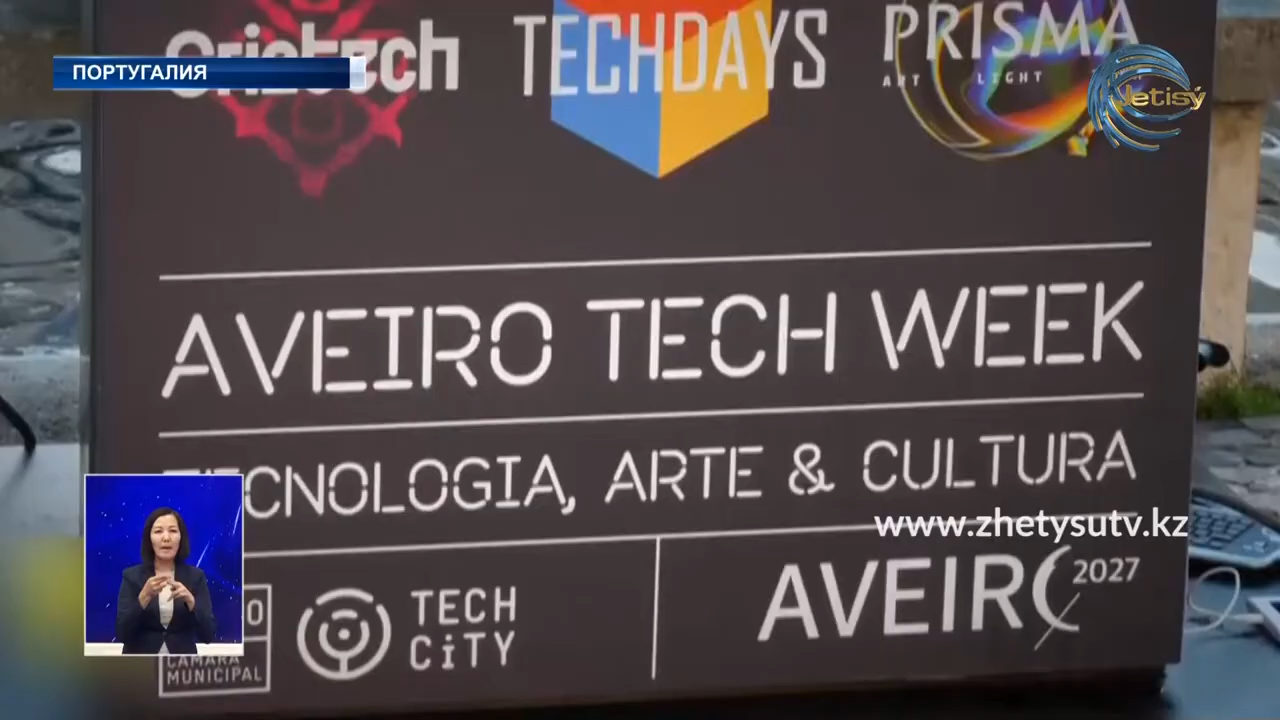 ПОРТУГАЛИЯ
TECHDAYS
PRISMA
ART LIGHT
Jetisý
AVEIRO TECH WEEK
TECNOLOGIA, ARTE & CULTURA
www.zhetysutv.kz
TECH
CiTY
AVEIRO 2027
CÂMARA
MUNICIPAL